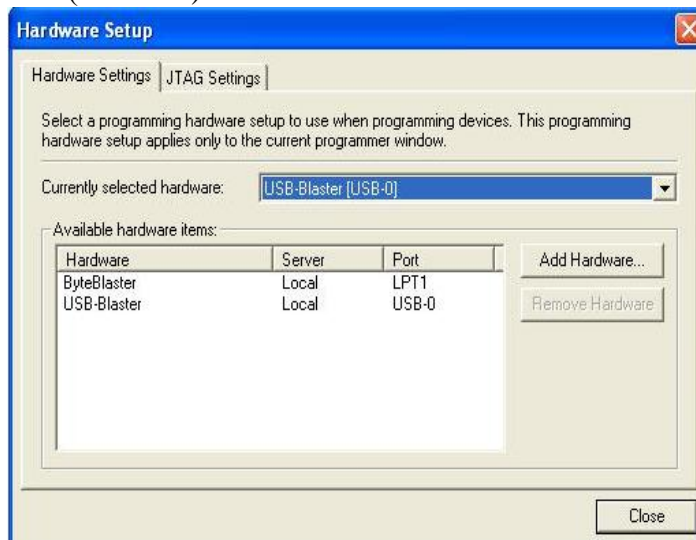 Hardware Setup
Hardware Settings JTAG Settings
Select a programming hardware setup to use when programming devices. This programming
hardware setup applies only to the current programmer window.
Currently selected hardware: USB-Blaster [USB-0]
Available hardware items:
Hardware Server Port
ByteBlaster Local LPT1
USB-Blaster Local USB-0
Add Hardware...
Remove Hardware
Close